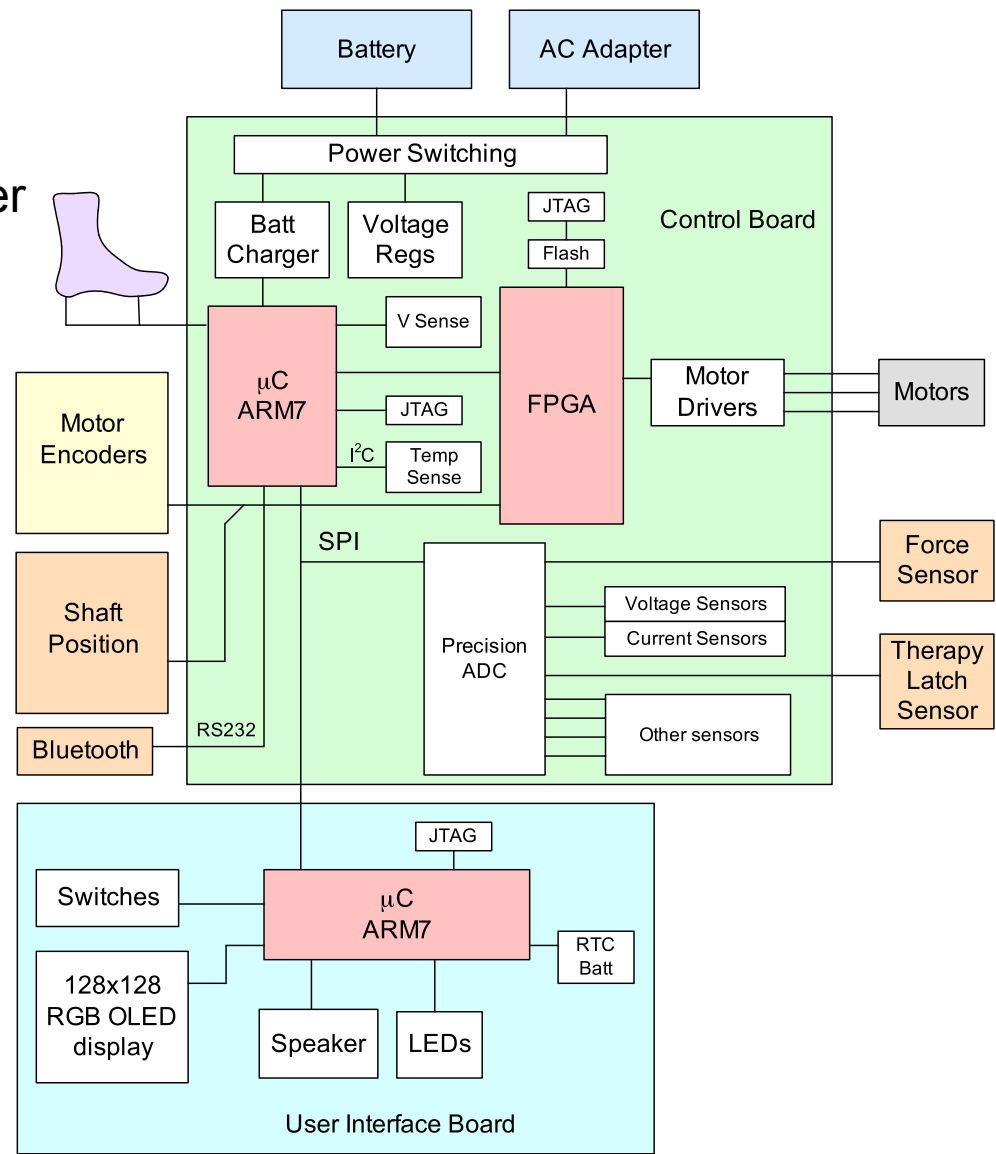 Battery
AC Adapter
Power Switching
er
Batt
Charger
Voltage
Regs
JTAG
Flash
Control Board
V Sense
μC
ARM7
FPGA
Motor
Drivers
Motors
JTAG
Motor
Encoders
I²C
Temp
Sense
SPI
Force
Sensor
Shaft
Position
Voltage Sensors
Current Sensors
Precision
ADC
Therapy
Latch
Sensor
RS232
Other sensors
Bluetooth
JTAG
Switches
μC
ARM7
RTC
Batt
128x128
RGB OLED
display
Speaker
LEDs
User Interface Board